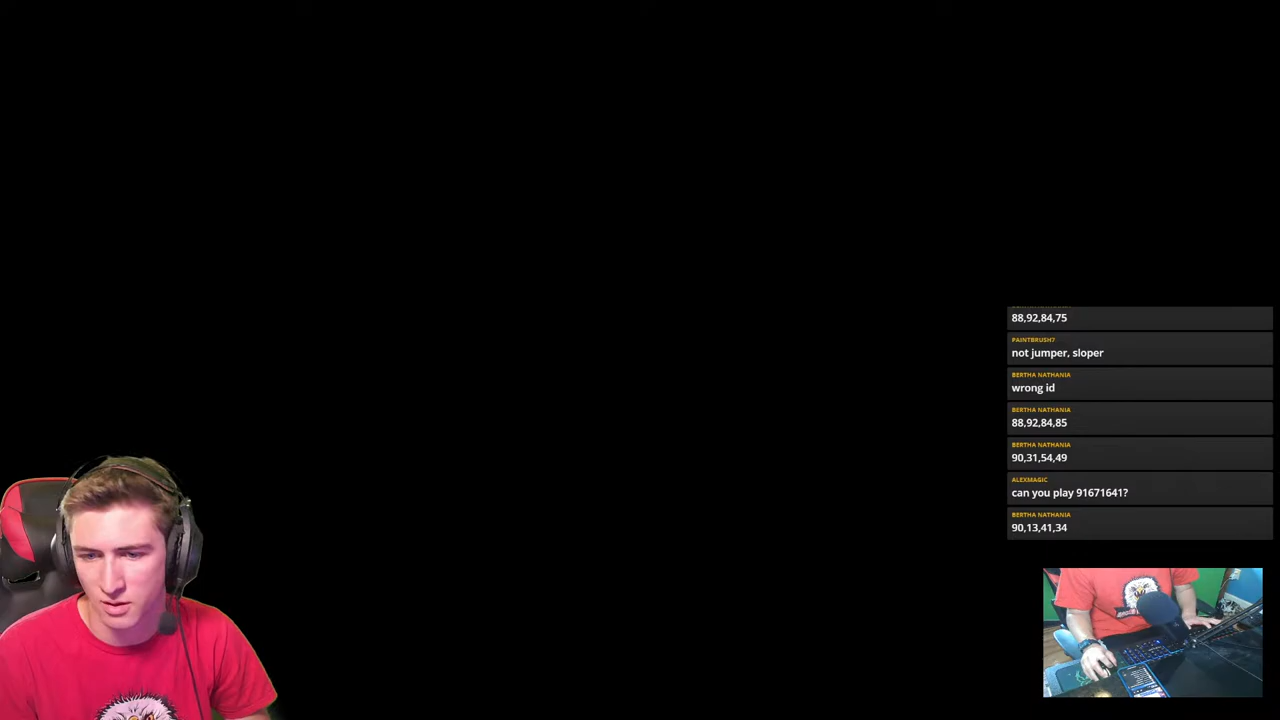 88,92,84,75
PAINTBRUSH7
not jumper, sloper
BERTHA NATHANIA
wrong id
BERTHA NATHANIA
88,92,84,85
BERTHA NATHANIA
90,31,54,49
ALEXMAGIC
can you play 91671641?
BERTHA NATHANIA
90,13,41,34